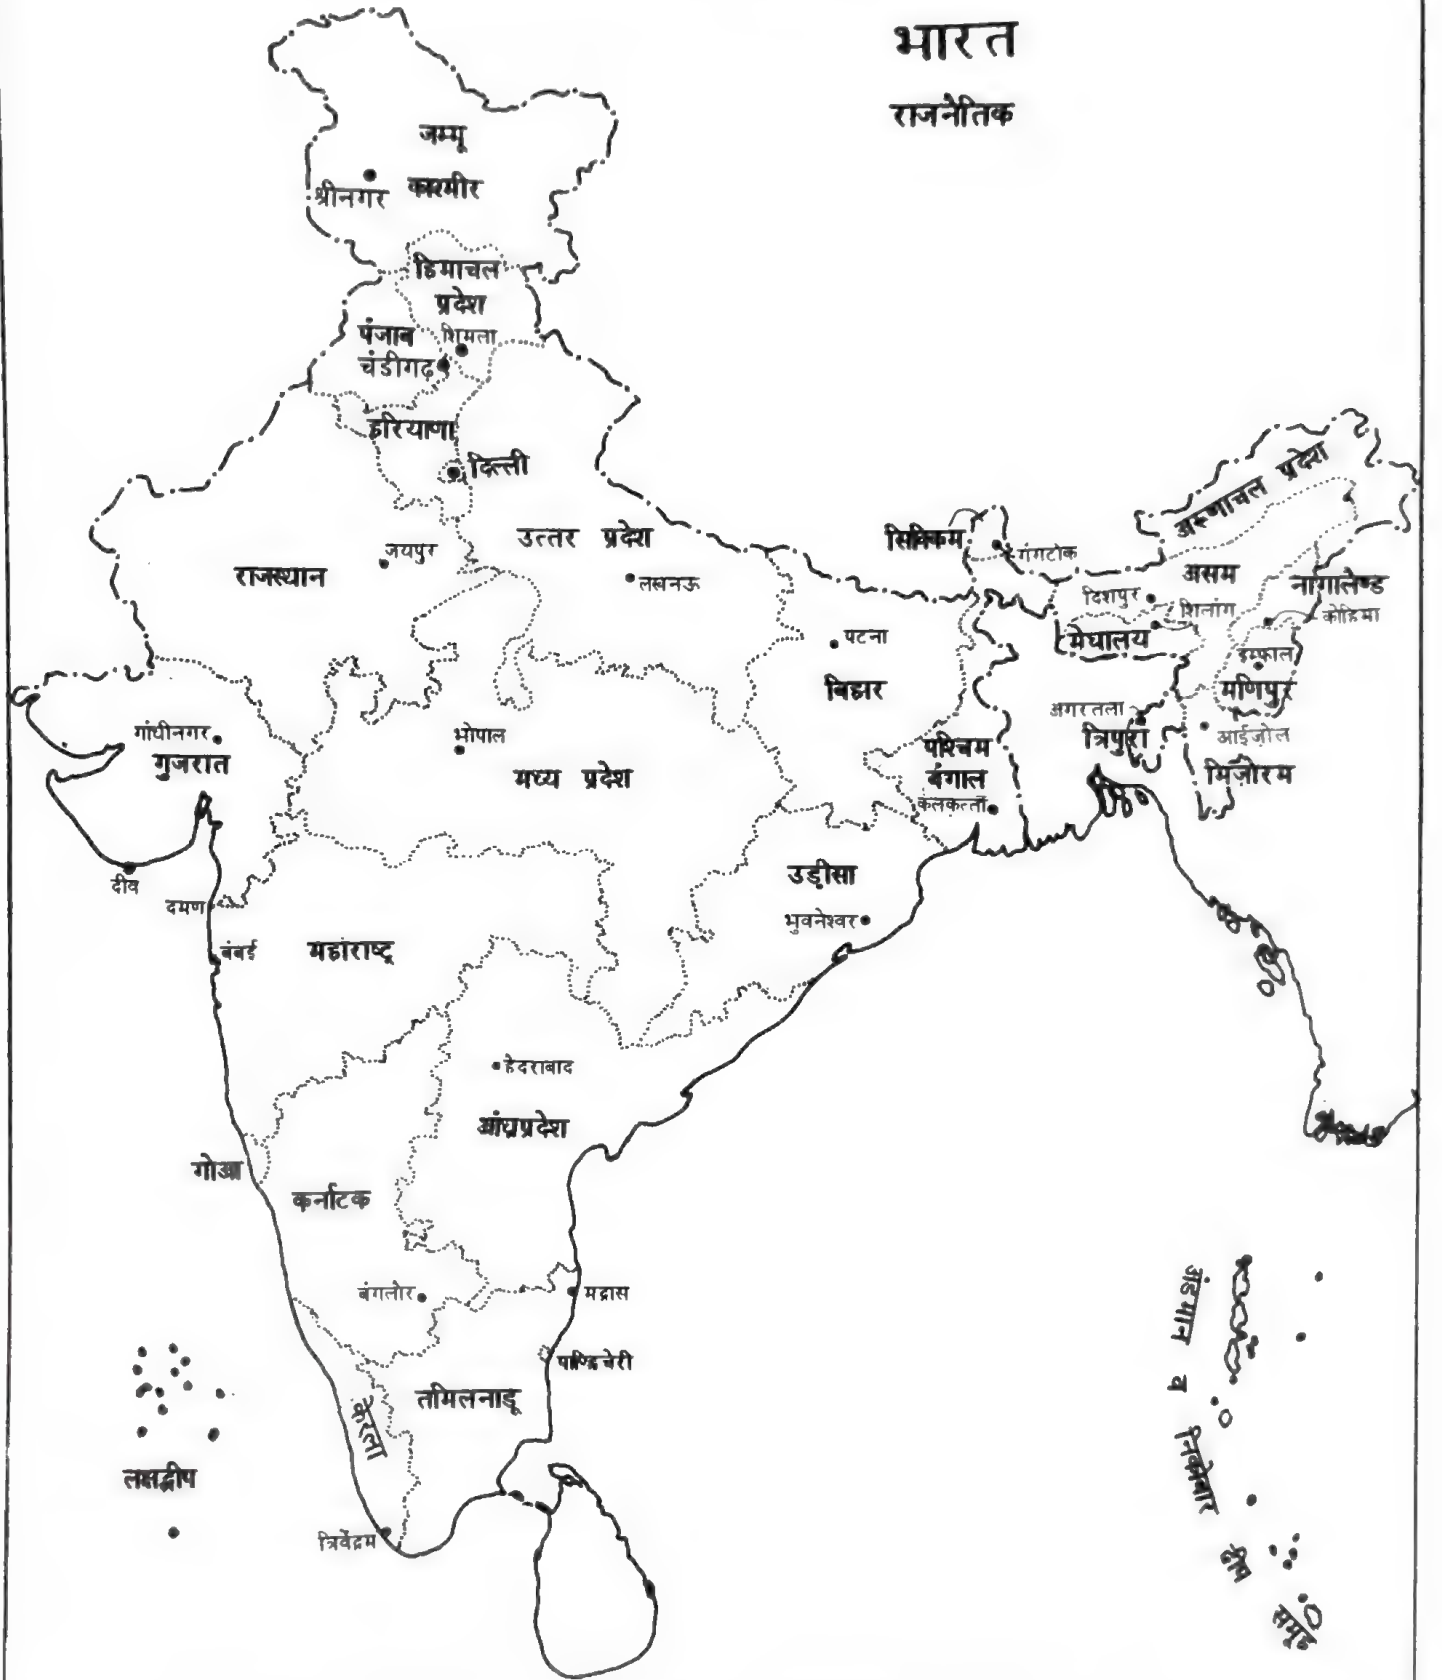 भारत
राजनैतिक
जम्मू
काश्मीर
श्रीनगर
हिमाचल
प्रदेश
पंजाब
शिमला
चंडीगढ़
हरियाणा
दिल्ली
अरूणाचल प्रदेश
उत्तर प्रदेश
सिक्किम
गंगटोक
जयपुर
राजस्थान
लखनऊ
असम
नागालेण्ड
दिशपुर
शिलांग
कोहिमा
पटना
मेघालय
इम्फाल
बिहार
मणिपुर
अगरतला
गांधीनगर
भोपाल
त्रिपुरा
आईज़ोल
गुजरात
मध्य प्रदेश
पश्चिम
बंगाल
मिज़ोरम
कलकत्ता
उड़ीसा
दीव
दमण
भुवनेश्वर
बंबई
महाराष्ट्र
हेदराबाद
आंध्रप्रदेश
गोआ
कर्नाटक
बंगलोर
मद्रास
पाण्डिचेरी
तमिलनाडू
केरला
लक्षद्वीप
त्रिवेंद्रम
अंडमान व निकोबार द्वीप समूह